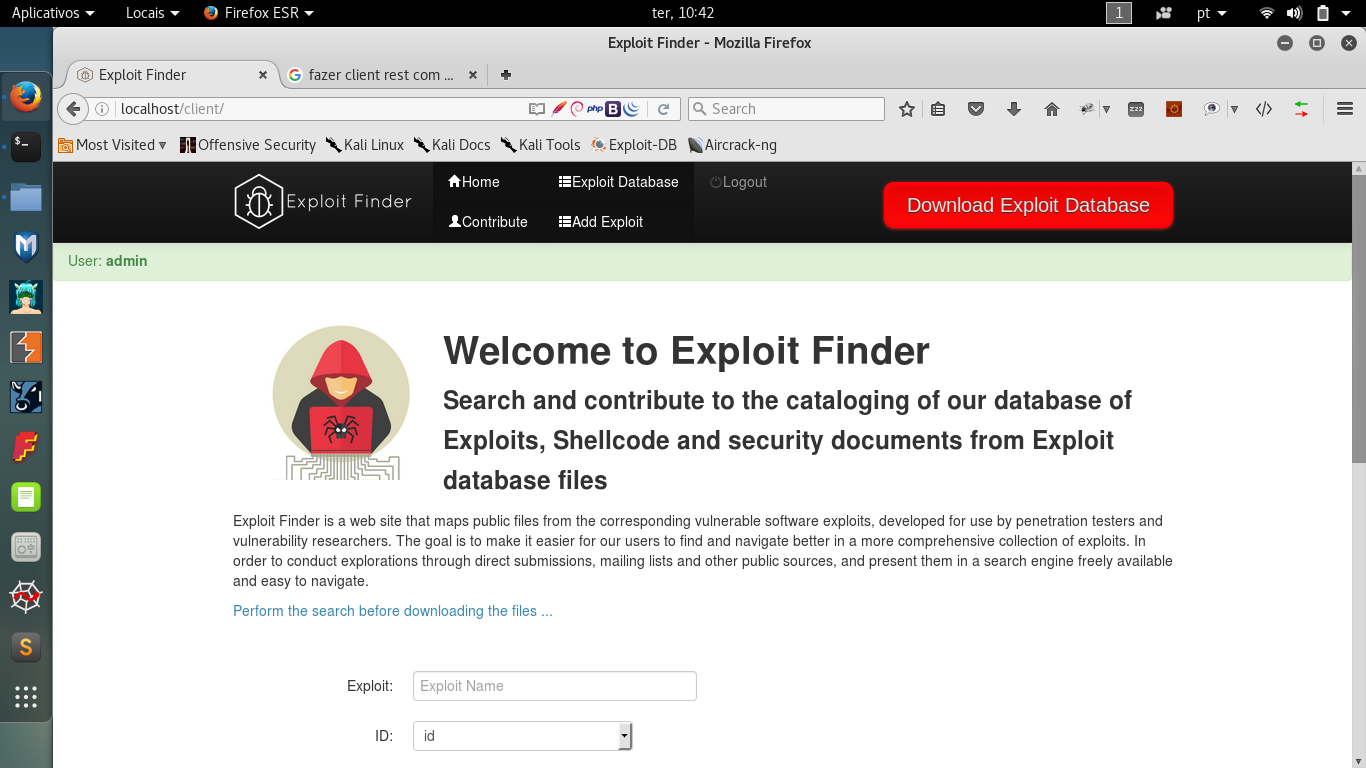 Aplicativos Locais Firefox ESR ter, 10:42 1 pt
Exploit Finder - Mozilla Firefox
Exploit Finder fazer client rest com ...
localhost/client/ php B Search
Most Visited Offensive Security Kali Linux Kali Docs Kali Tools Exploit-DB Aircrack-ng
Home Exploit Database Logout
Exploit Finder Download Exploit Database
Contribute Add Exploit
User: admin
Welcome to Exploit Finder
Search and contribute to the cataloging of our database of
Exploits, Shellcode and security documents from Exploit
database files
Exploit Finder is a web site that maps public files from the corresponding vulnerable software exploits, developed for use by penetration testers and
vulnerability researchers. The goal is to make it easier for our users to find and navigate better in a more comprehensive collection of exploits. In
order to conduct explorations through direct submissions, mailing lists and other public sources, and present them in a search engine freely available
and easy to navigate.
Perform the search before downloading the files ...
Exploit: Exploit Name
ID: id